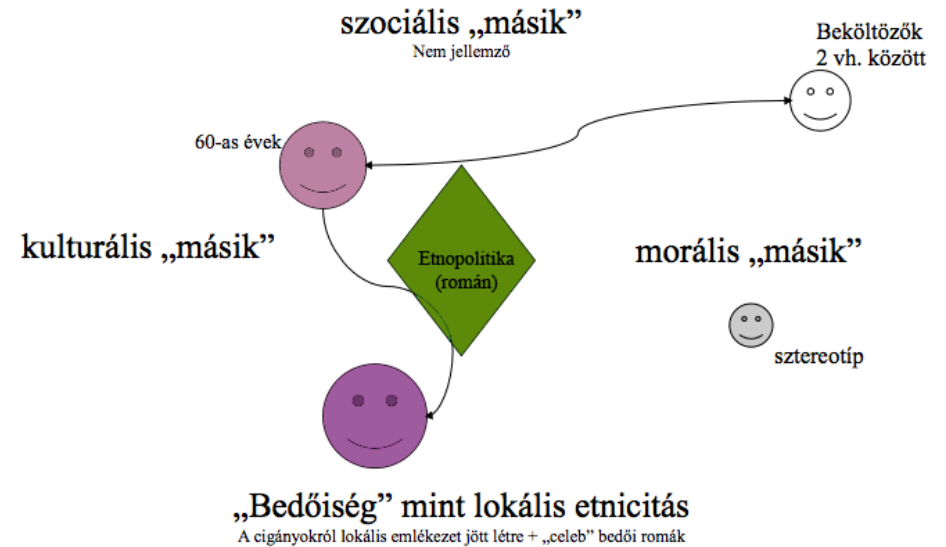 szociális „másik”
Nem jellemző
Beköltözők
2 vh. között
60-as évek
kulturális „másik”
Etnopolitika
(román)
morális „másik”
sztereotíp
„Bedőiség” mint lokális etnicitás
A cigányokról lokális emlékezet jött létre + „celeb” bedői romák